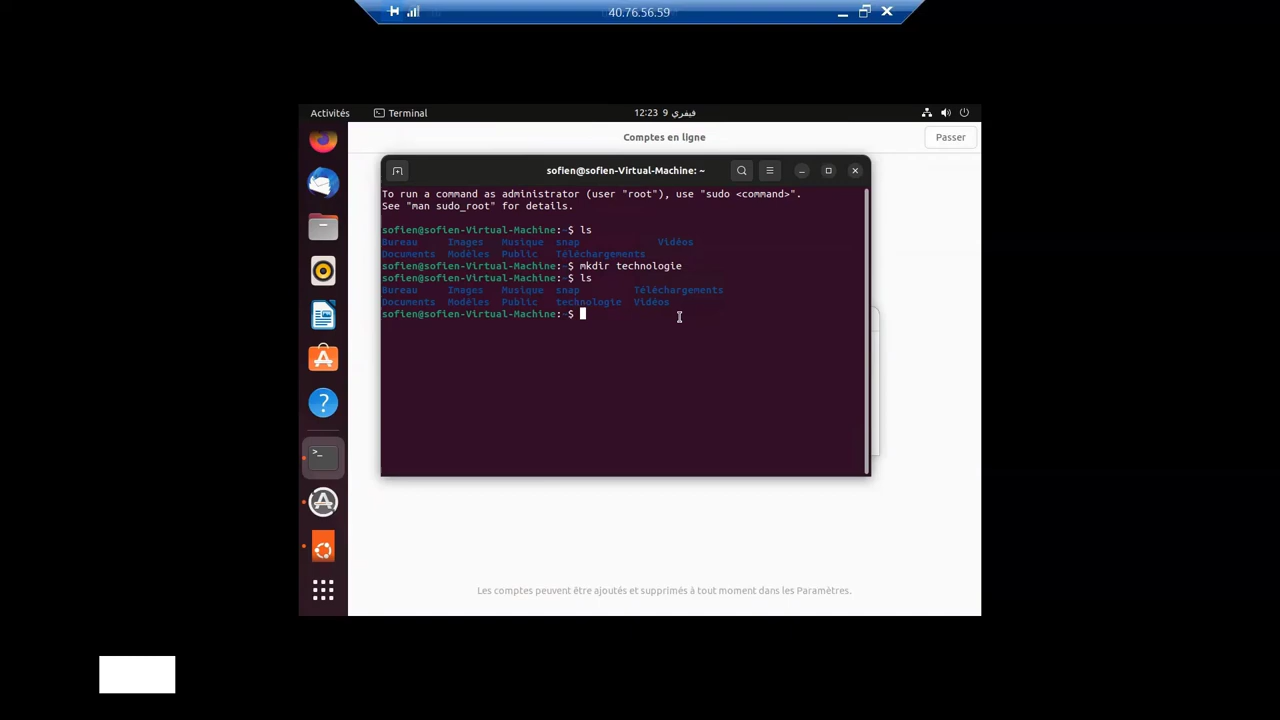 40.76.56.59
Activités Terminal 12:23 9 فيفري
Comptes en ligne Passer
sofien@sofien-Virtual-Machine: ~
To run a command as administrator (user "root"), use "sudo <command>".
See "man sudo_root" for details.
sofien@sofien-Virtual-Machine:~$ ls
Bureau Images Musique snap Vidéos
Documents Modèles Public Téléchargements
sofien@sofien-Virtual-Machine:~$ mkdir technologie
sofien@sofien-Virtual-Machine:~$ ls
Bureau Images Musique snap Téléchargements
Documents Modèles Public technologie Vidéos
sofien@sofien-Virtual-Machine:~$
Les comptes peuvent être ajoutés et supprimés à tout moment dans les Paramètres.